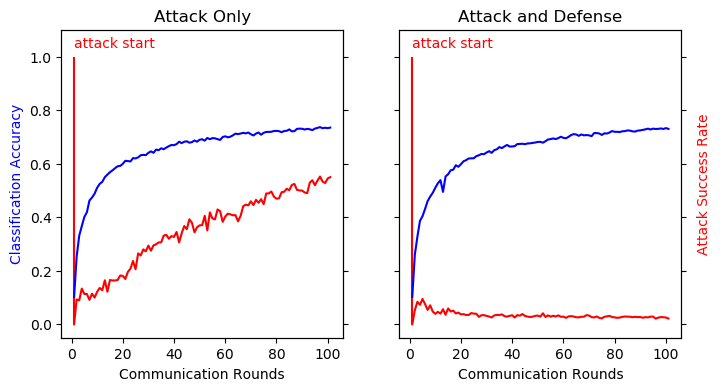 Attack Only
Attack and Defense
attack start
attack start
Classification Accuracy
1.0
0.8
0.6
0.4
0.2
0.0
0 20 40 60 80 100
0 20 40 60 80 100
Communication Rounds
Communication Rounds
Attack Success Rate